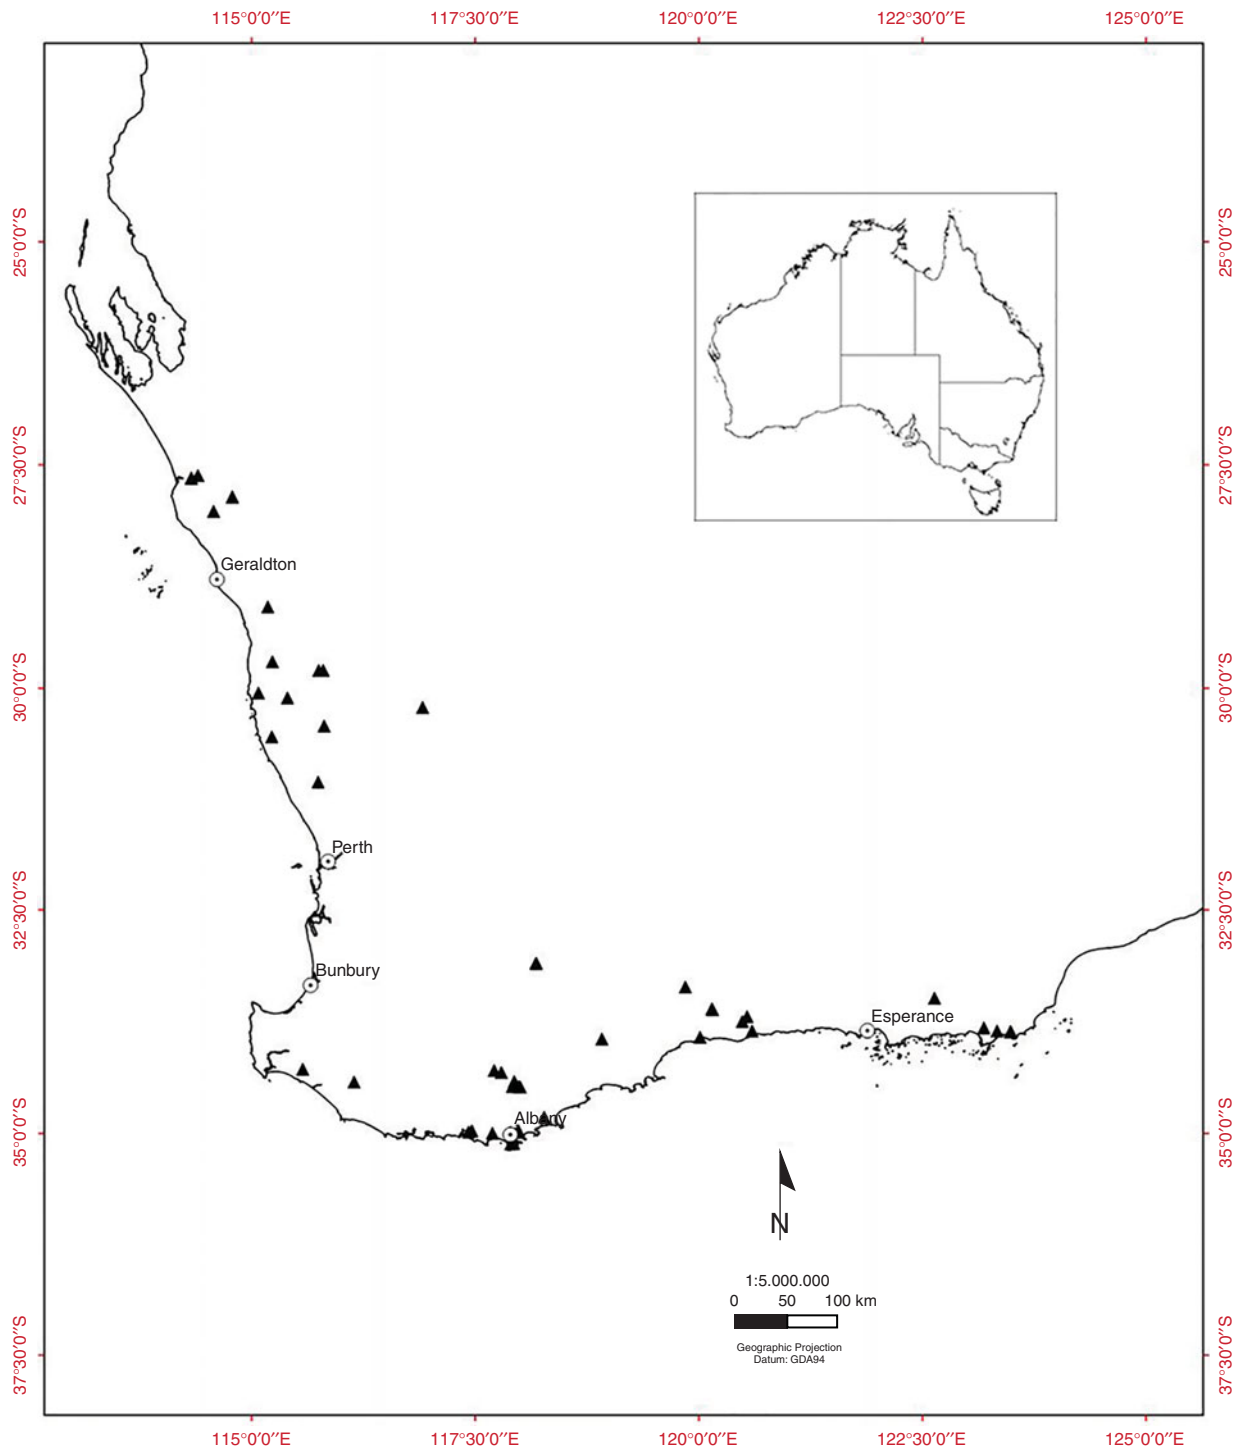 115°0′0″E 117°30′0″E 120°0′0″E 122°30′0″E 125°0′0″E
25°0′0″S 25°0′0″S
27°30′0″S 27°30′0″S
Geraldton
30°0′0″S 30°0′0″S
Perth
32°30′0″S 32°30′0″S
Bunbury
Esperance
Albany
35°0′0″S 35°0′0″S
N
1:5.000.000
0 50 100 km
Geographic Projection
Datum: GDA94
37°30′0″S 37°30′0″S
115°0′0″E 117°30′0″E 120°0′0″E 122°30′0″E 125°0′0″E